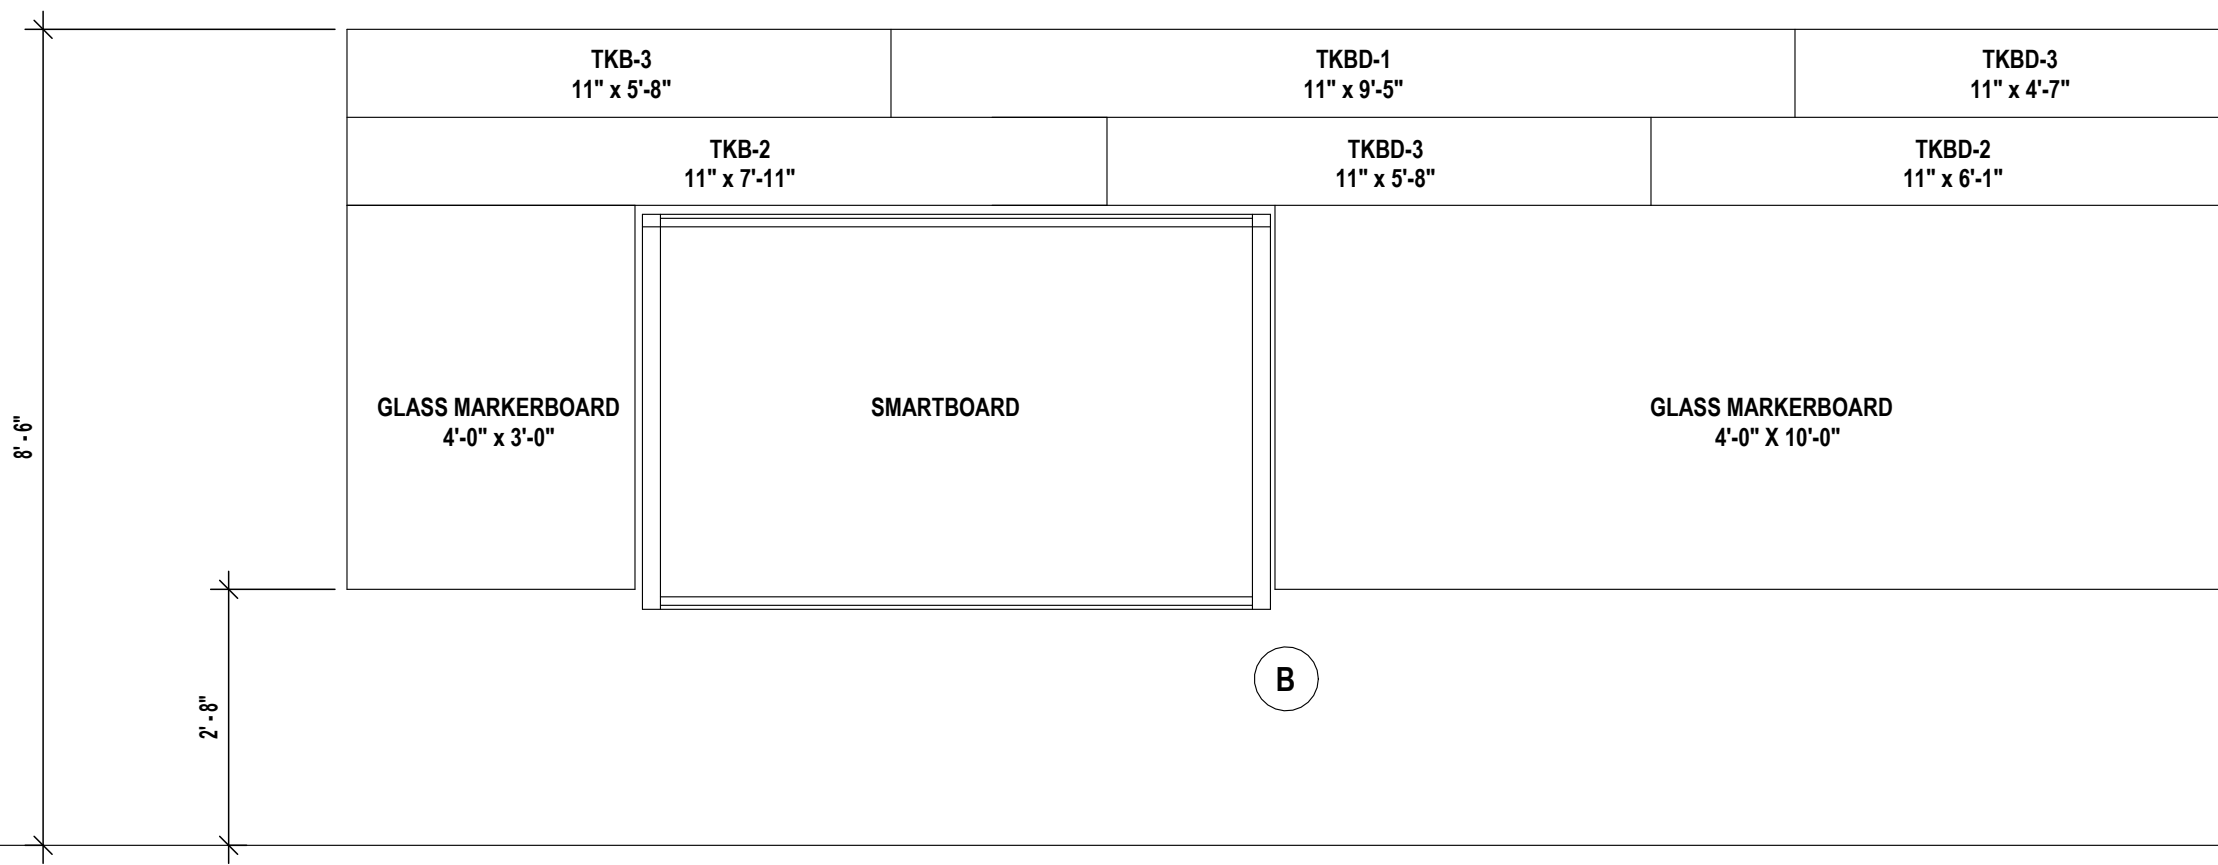 TKB-3
11" x 5'-8"
TKBD-1
11" x 9'-5"
TKBD-3
11" x 4'-7"
TKB-2
11" x 7'-11"
TKBD-3
11" x 5'-8"
TKBD-2
11" x 6'-1"
GLASS MARKERBOARD
4'-0" x 3'-0"
SMARTBOARD
GLASS MARKERBOARD
4'-0" X 10'-0"
8' - 6"
2' - 8"
B